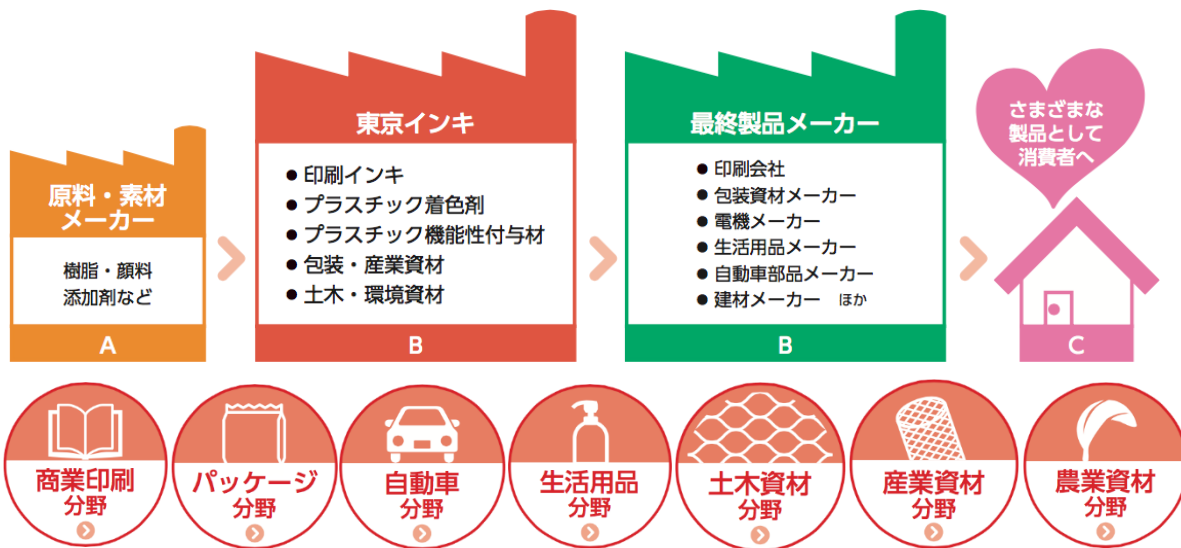 原料・素材
メーカー
樹脂・顔料
添加剤など
A
東京インキ
● 印刷インキ
● プラスチック着色剤
● プラスチック機能性付与材
● 包装・産業資材
● 土木・環境資材
B
最終製品メーカー
● 印刷会社
● 包装資材メーカー
● 電機メーカー
● 生活用品メーカー
● 自動車部品メーカー
● 建材メーカー ほか
B
さまざまな
製品として
消費者へ
C
商業印刷
分野
パッケージ
分野
自動車
分野
生活用品
分野
土木資材
分野
産業資材
分野
農業資材
分野